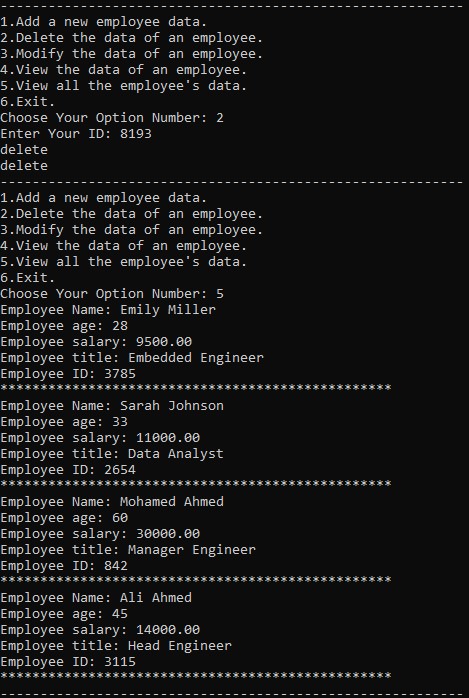 ----------------------------------------------------------
1.Add a new employee data.
2.Delete the data of an employee.
3.Modify the data of an employee.
4.View the data of an employee.
5.View all the employee's data.
6.Exit.
Choose Your Option Number: 2
Enter Your ID: 8193
delete
delete
----------------------------------------------------------
1.Add a new employee data.
2.Delete the data of an employee.
3.Modify the data of an employee.
4.View the data of an employee.
5.View all the employee's data.
6.Exit.
Choose Your Option Number: 5
Employee Name: Emily Miller
Employee age: 28
Employee salary: 9500.00
Employee title: Embedded Engineer
Employee ID: 3785
*************************************************
Employee Name: Sarah Johnson
Employee age: 33
Employee salary: 11000.00
Employee title: Data Analyst
Employee ID: 2654
*************************************************
Employee Name: Mohamed Ahmed
Employee age: 60
Employee salary: 30000.00
Employee title: Manager Engineer
Employee ID: 842
*************************************************
Employee Name: Ali Ahmed
Employee age: 45
Employee salary: 14000.00
Employee title: Head Engineer
Employee ID: 3115
*************************************************
----------------------------------------------------------